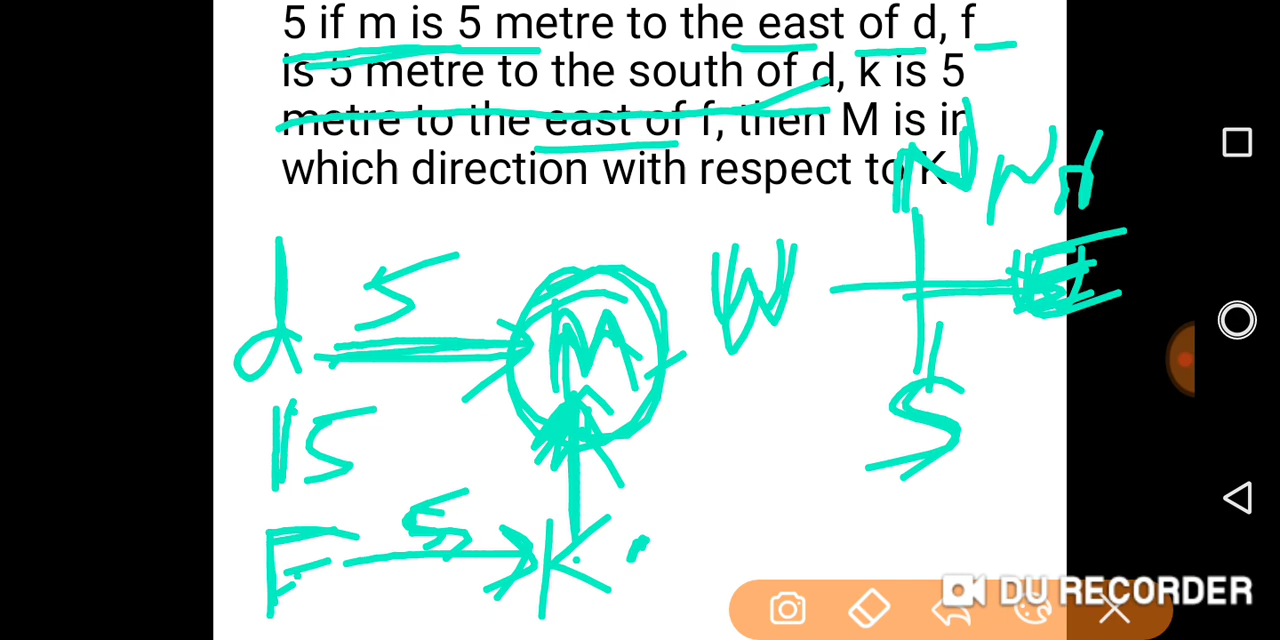 5 if m is 5 metre to the east of d, f
is 5 metre to the south of d, k is 5
metre to the east of f, then M is in
which direction with respect to K
N
W E
d 5 M
S
5
F 5 K
DU RECORDER